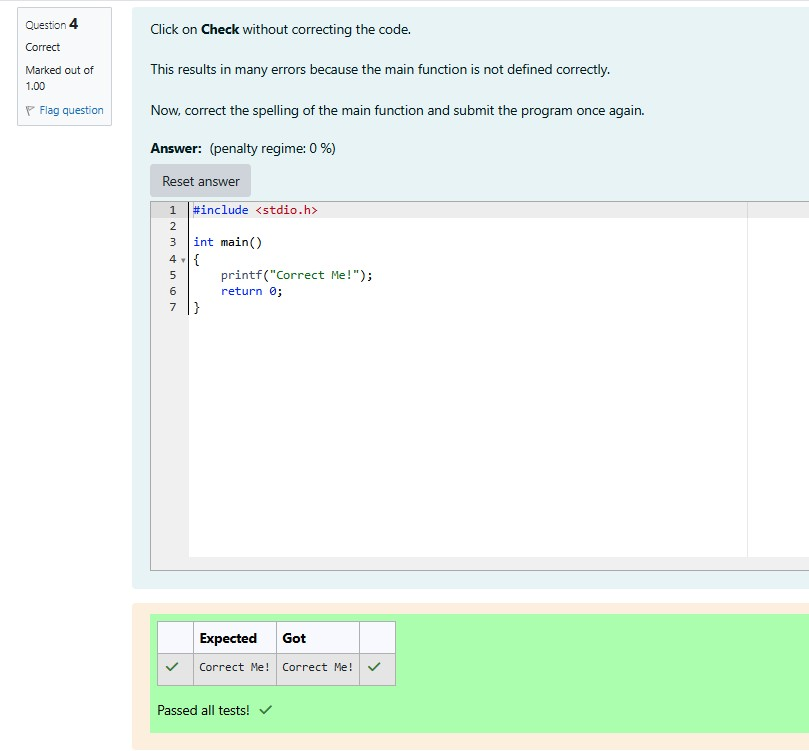 Question 4
Correct
Marked out of
1.00
Flag question
Click on Check without correcting the code.
This results in many errors because the main function is not defined correctly.
Now, correct the spelling of the main function and submit the program once again.
Answer: (penalty regime: 0 %)
Reset answer
1 #include <stdio.h>
2
3 int main()
4 {
5     printf("Correct Me!");
6     return 0;
7 }
Expected Got
Correct Me! Correct Me!
Passed all tests!